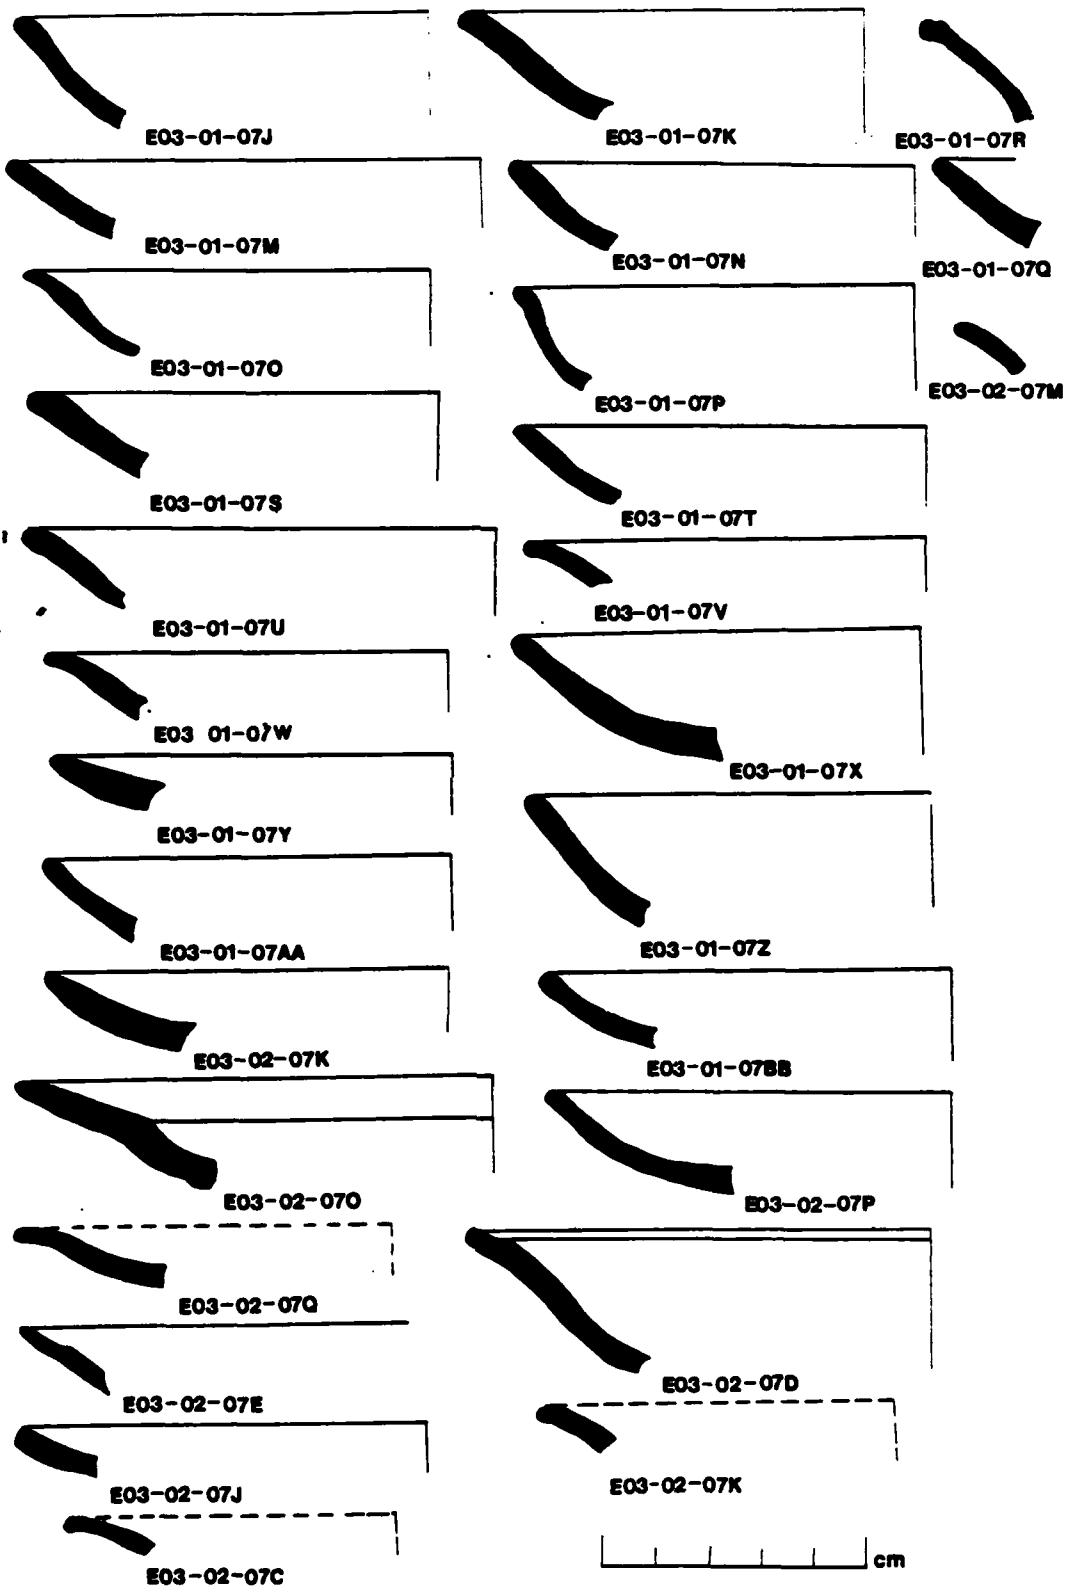 E03-01-07J
E03-01-07K
E03-01-07R
E03-01-07M
E03-01-07N
E03-01-07Q
E03-01-07O
E03-01-07P
E03-02-07M
E03-01-07S
E03-01-07T
E03-01-07U
E03-01-07V
E03 01-07W
E03-01-07X
E03-01-07Y
E03-01-07AA
E03-01-07Z
E03-02-07K
E03-01-07BB
E03-02-07O
E03-02-07P
E03-02-07Q
E03-02-07D
E03-02-07E
E03-02-07K
E03-02-07J
E03-02-07C
cm